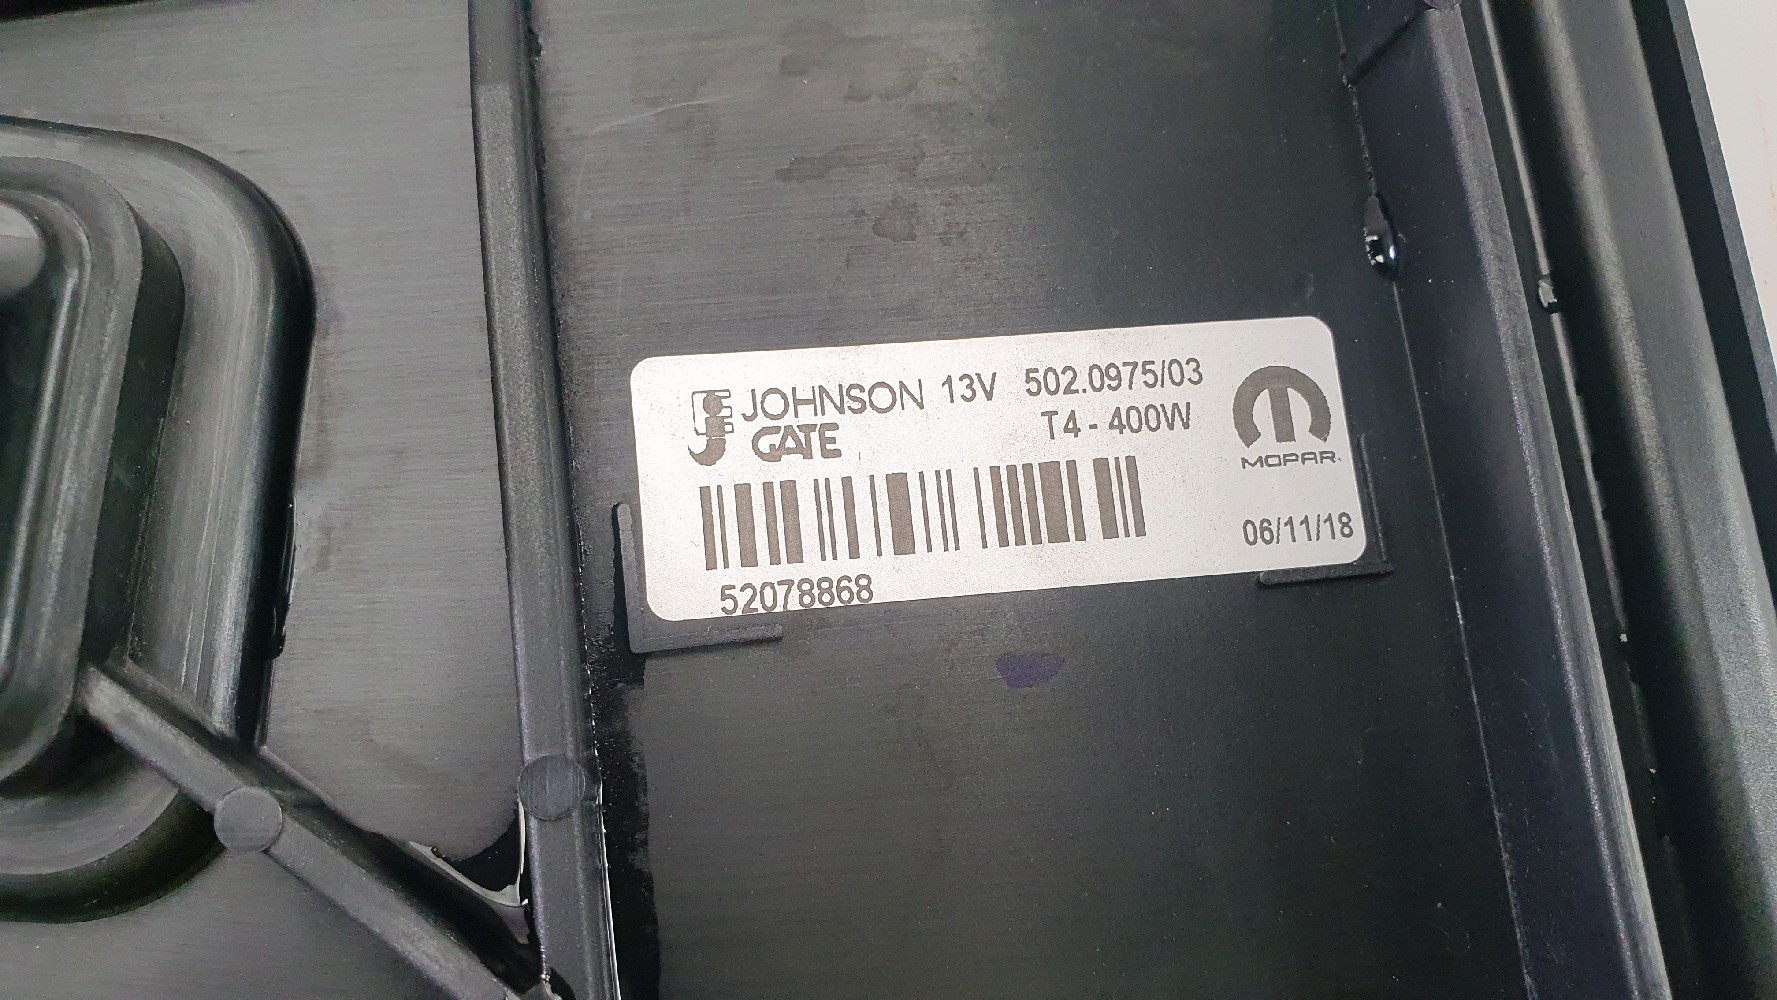 JOHNSON 13V 502.0975/03
GATE T4-400W
MOPAR.
06/11/18
52078868